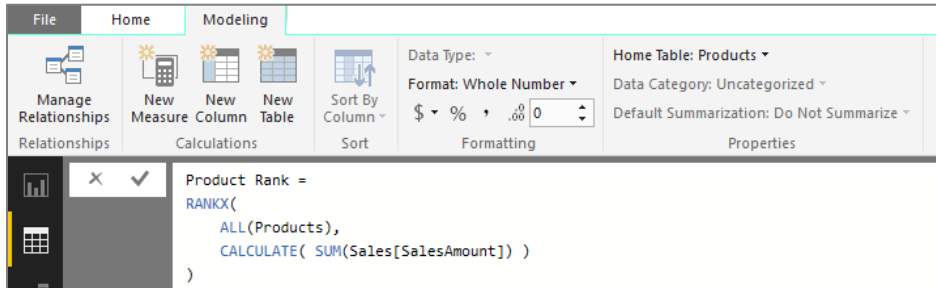 File Home Modeling
Data Type:
Home Table: Products
Format: Whole Number
Data Category: Uncategorized
Manage Relationships
New Measure
New Column
New Table
Sort By Column
$ % , .00 0
Default Summarization: Do Not Summarize
Relationships Calculations Sort Formatting Properties
Product Rank =
RANKX(
ALL(Products),
CALCULATE( SUM(Sales[SalesAmount]) )
)